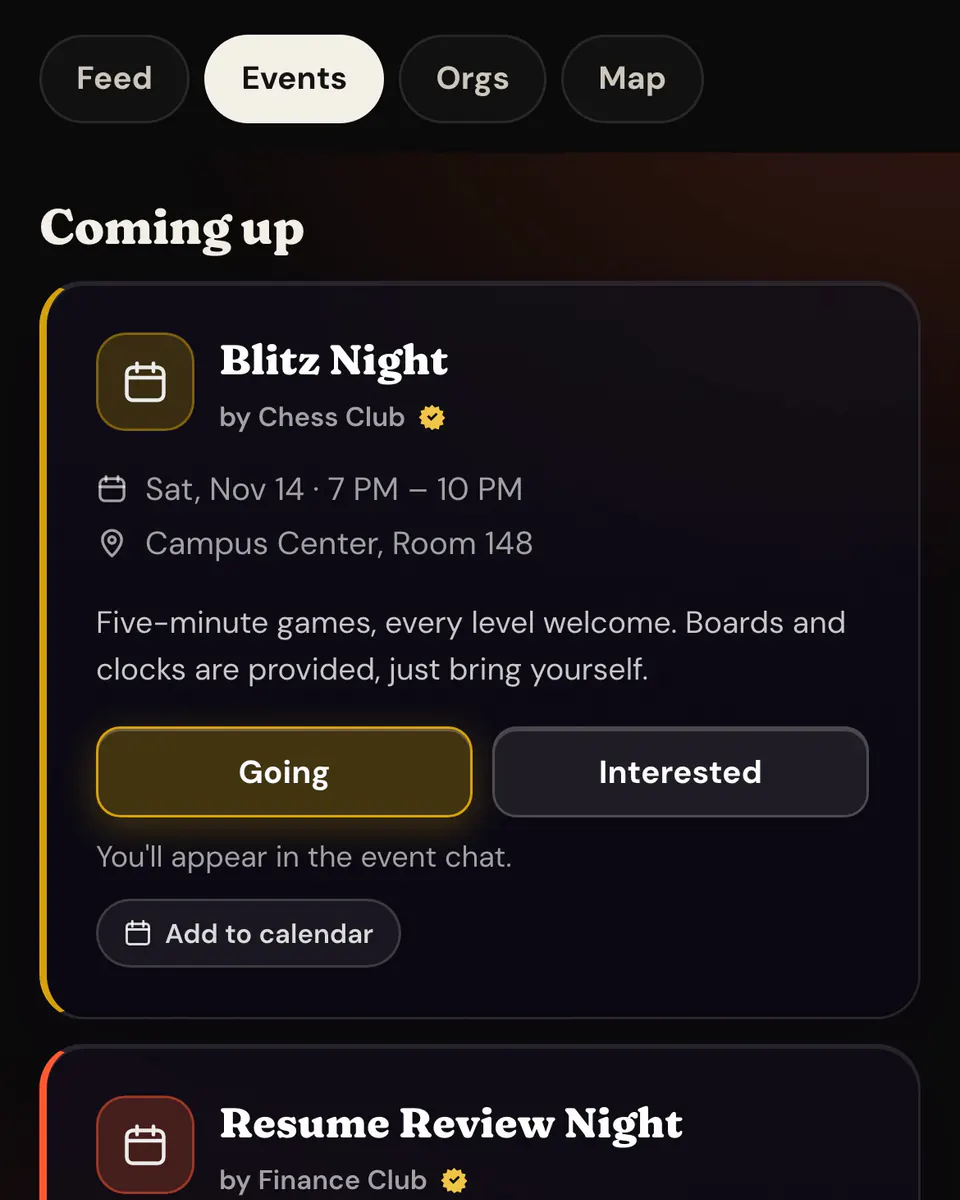 Feed
Events
Orgs
Map
Coming up
Blitz Night
by Chess Club
Sat, Nov 14 · 7 PM – 10 PM
Campus Center, Room 148
Five-minute games, every level welcome. Boards and
clocks are provided, just bring yourself.
Going
Interested
You'll appear in the event chat.
Add to calendar
Resume Review Night
by Finance Club